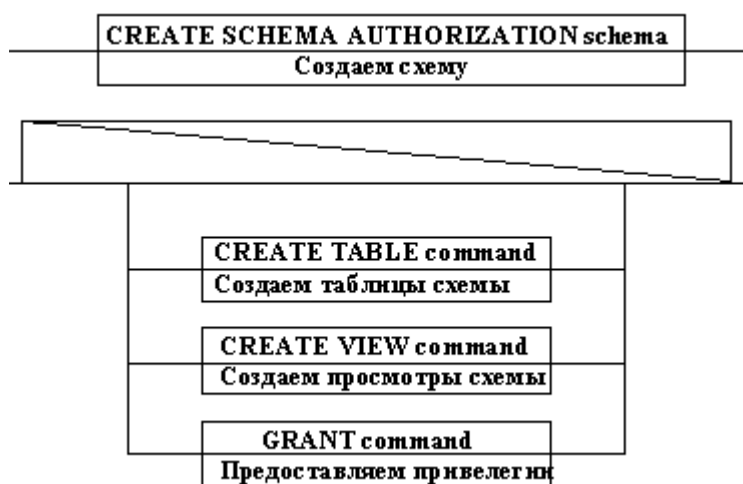 CREATE SCHEMA AUTHORIZATION schema
Создаем схему
CREATE TABLE command
Создаем таблицы схемы
CREATE VIEW command
Создаем просмотры схемы
GRANT command
Предоставляем привелегии